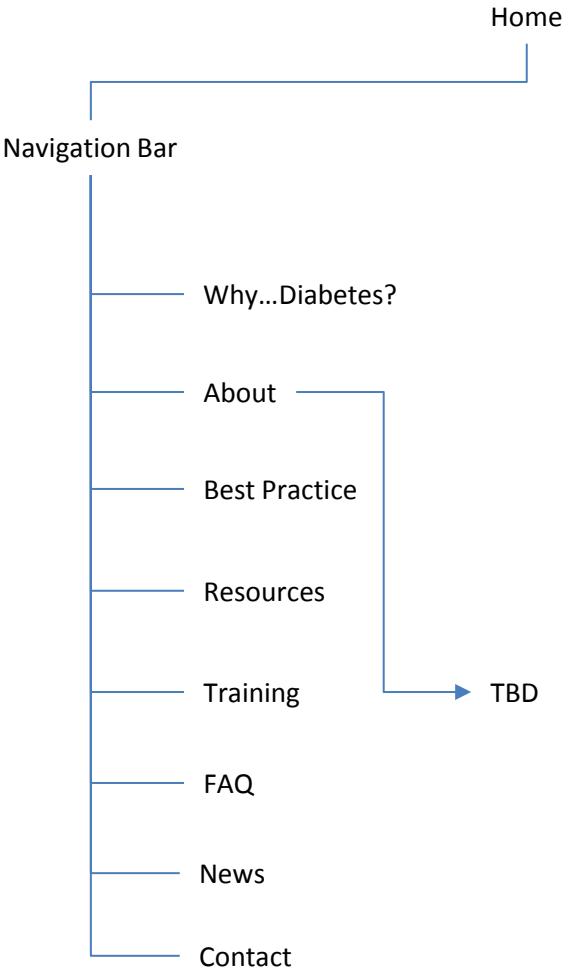 Home
Navigation Bar
Why…Diabetes?
About
Best Practice
Resources
Training
TBD
FAQ
News
Contact